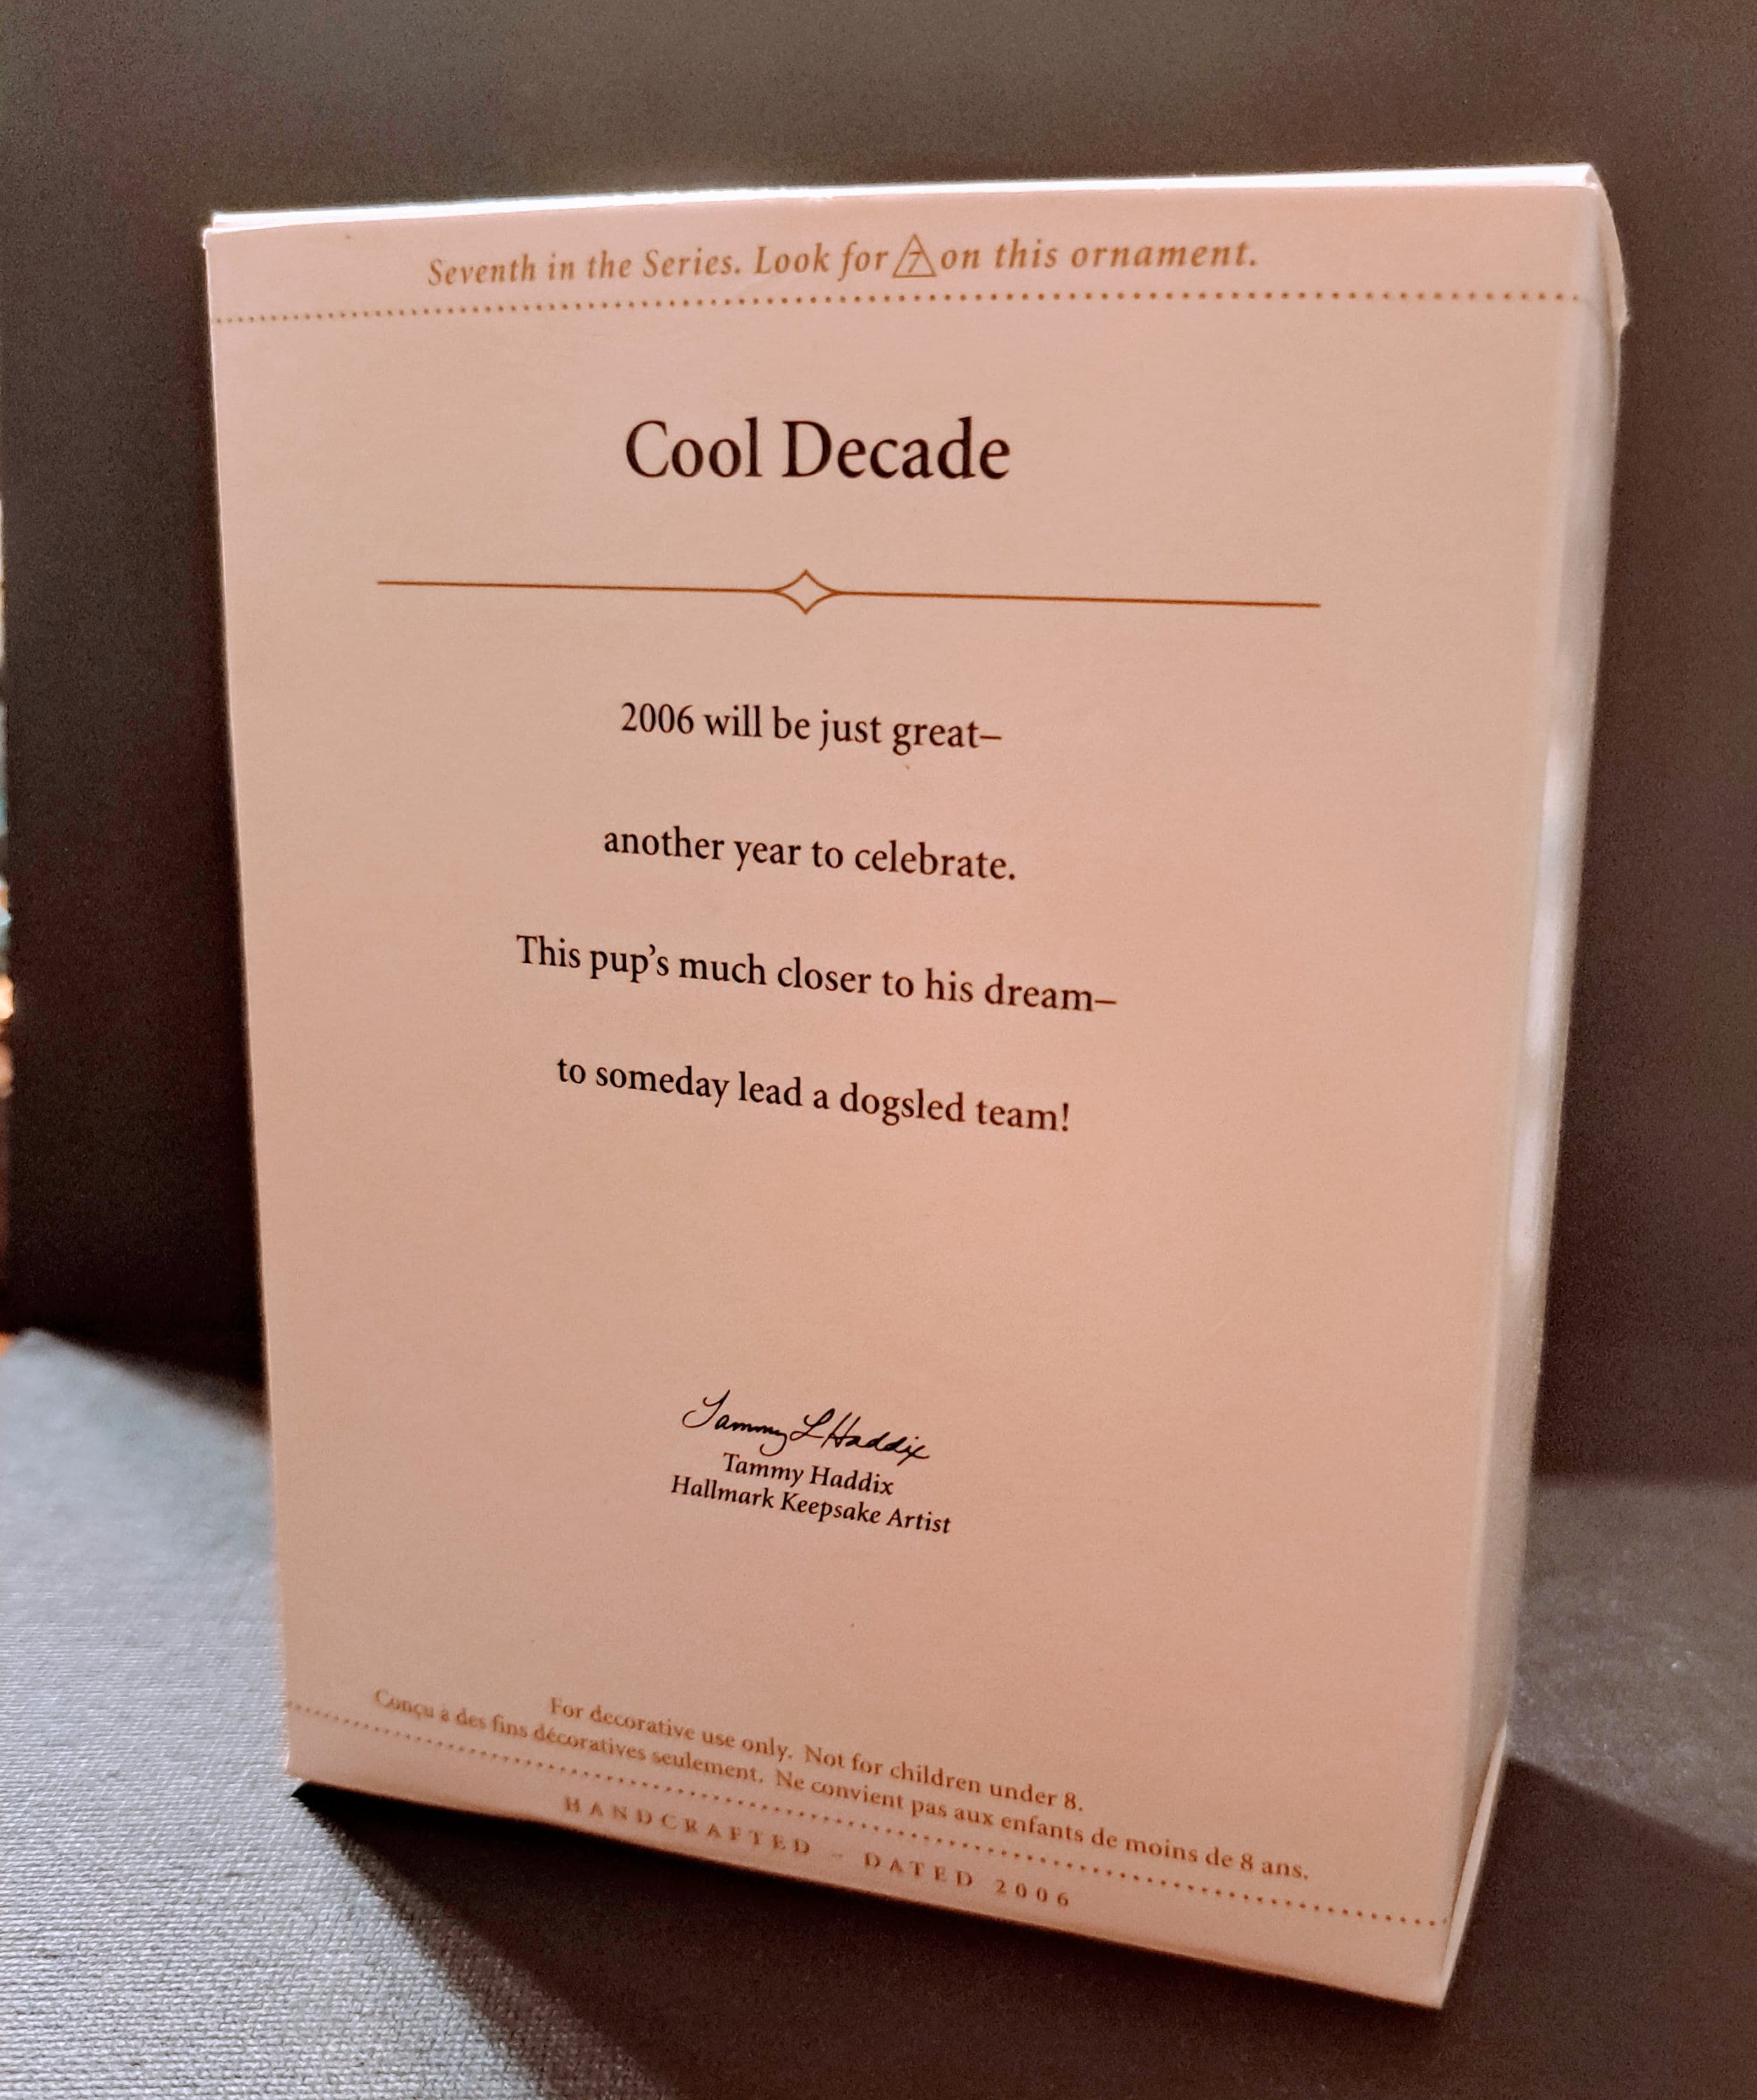 Seventh in the Series. Look for 7 on this ornament.
Cool Decade
2006 will be just great–
another year to celebrate.
This pup's much closer to his dream–
to someday lead a dogsled team!
Tammy L Haddix
Tammy Haddix
Hallmark Keepsake Artist
For decorative use only. Not for children under 8.
Conçu à des fins décoratives seulement. Ne convient pas aux enfants de moins de 8 ans.
HANDCRAFTED – DATED 2006